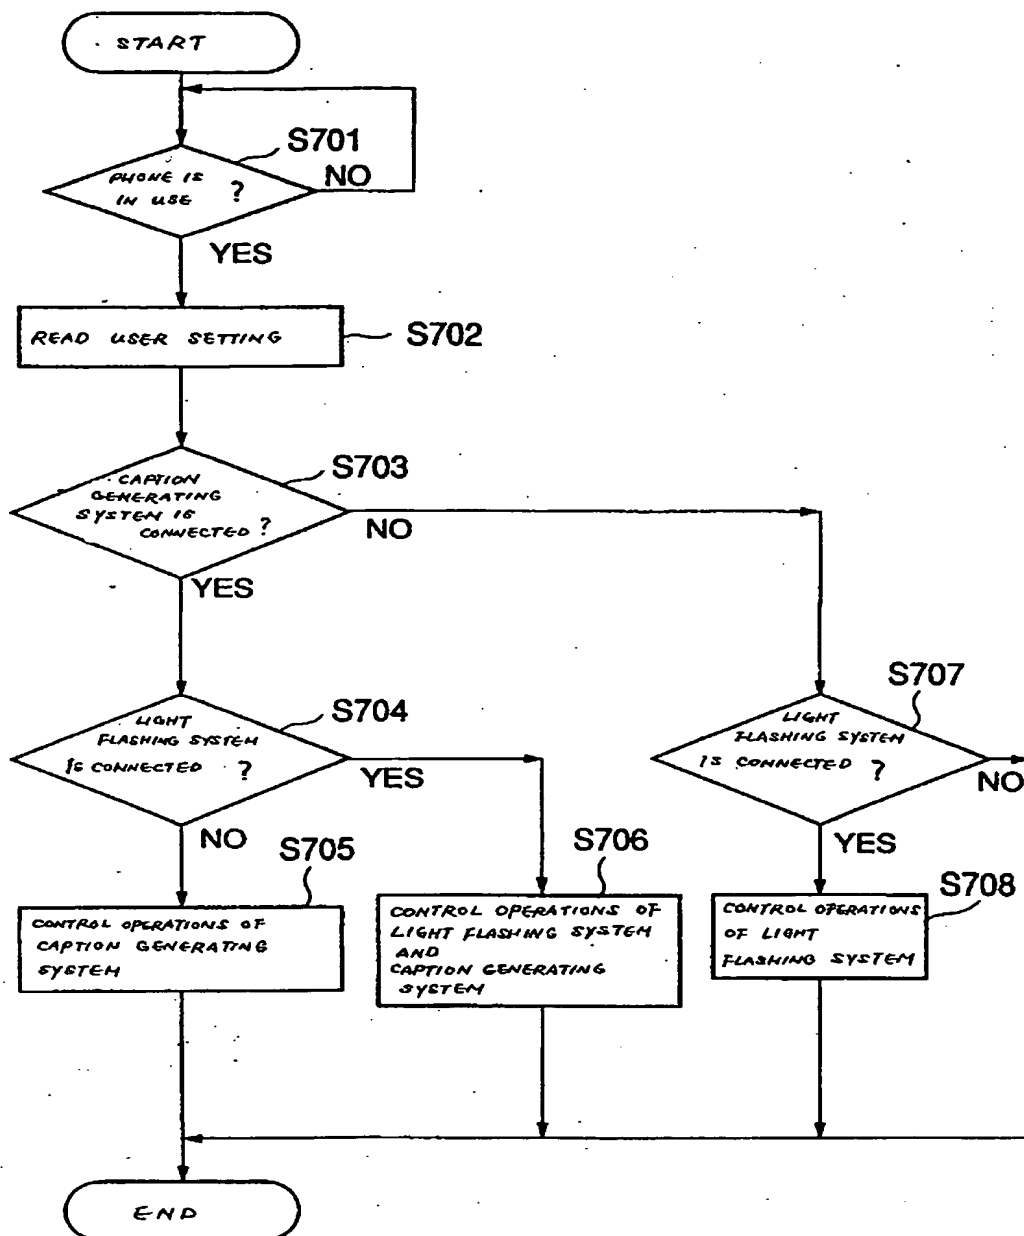 START
S701
PHONE IS
IN USE ?
NO
YES
READ USER SETTING
S702
CAPTION
GENERATING
SYSTEM IS
CONNECTED ?
S703
NO
YES
LIGHT
FLASHING SYSTEM
IS CONNECTED ?
S704
YES
NO
LIGHT
FLASHING SYSTEM
IS CONNECTED ?
S707
NO
YES
S705
CONTROL OPERATIONS OF
CAPTION GENERATING
SYSTEM
S706
CONTROL OPERATIONS OF
LIGHT FLASHING SYSTEM
AND
CAPTION GENERATING
SYSTEM
S708
CONTROL OPERATIONS
OF LIGHT
FLASHING SYSTEM
END